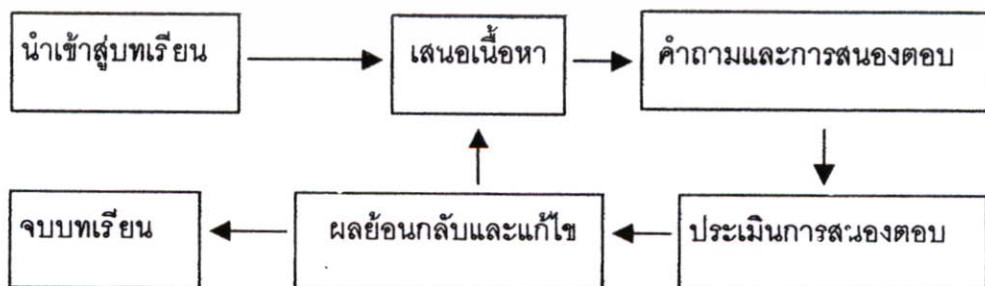 นำเข้าสู่บทเรียน
เสนอเนื้อหา
คำถามและการสนองตอบ
จบบทเรียน
ผลย้อนกลับและแก้ไข
ประเมินการสนองตอบ